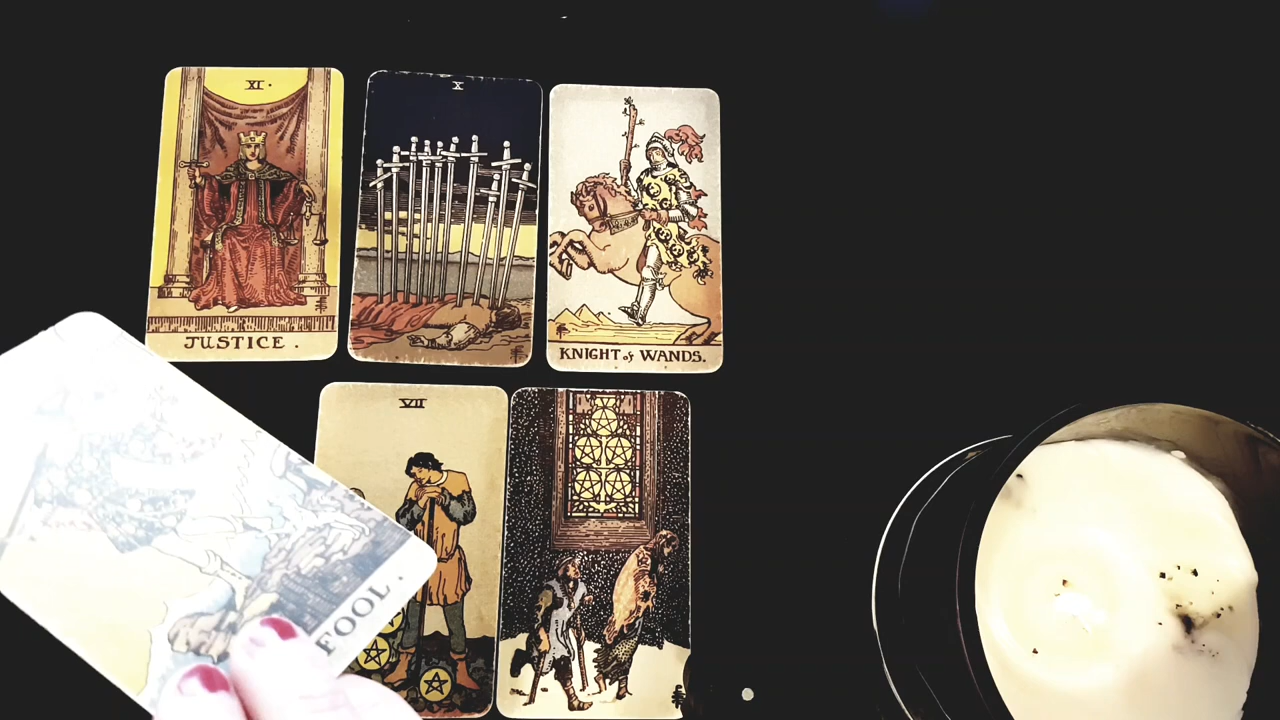 XI.
JUSTICE.
X
KNIGHT of WANDS.
VII
FOOL.